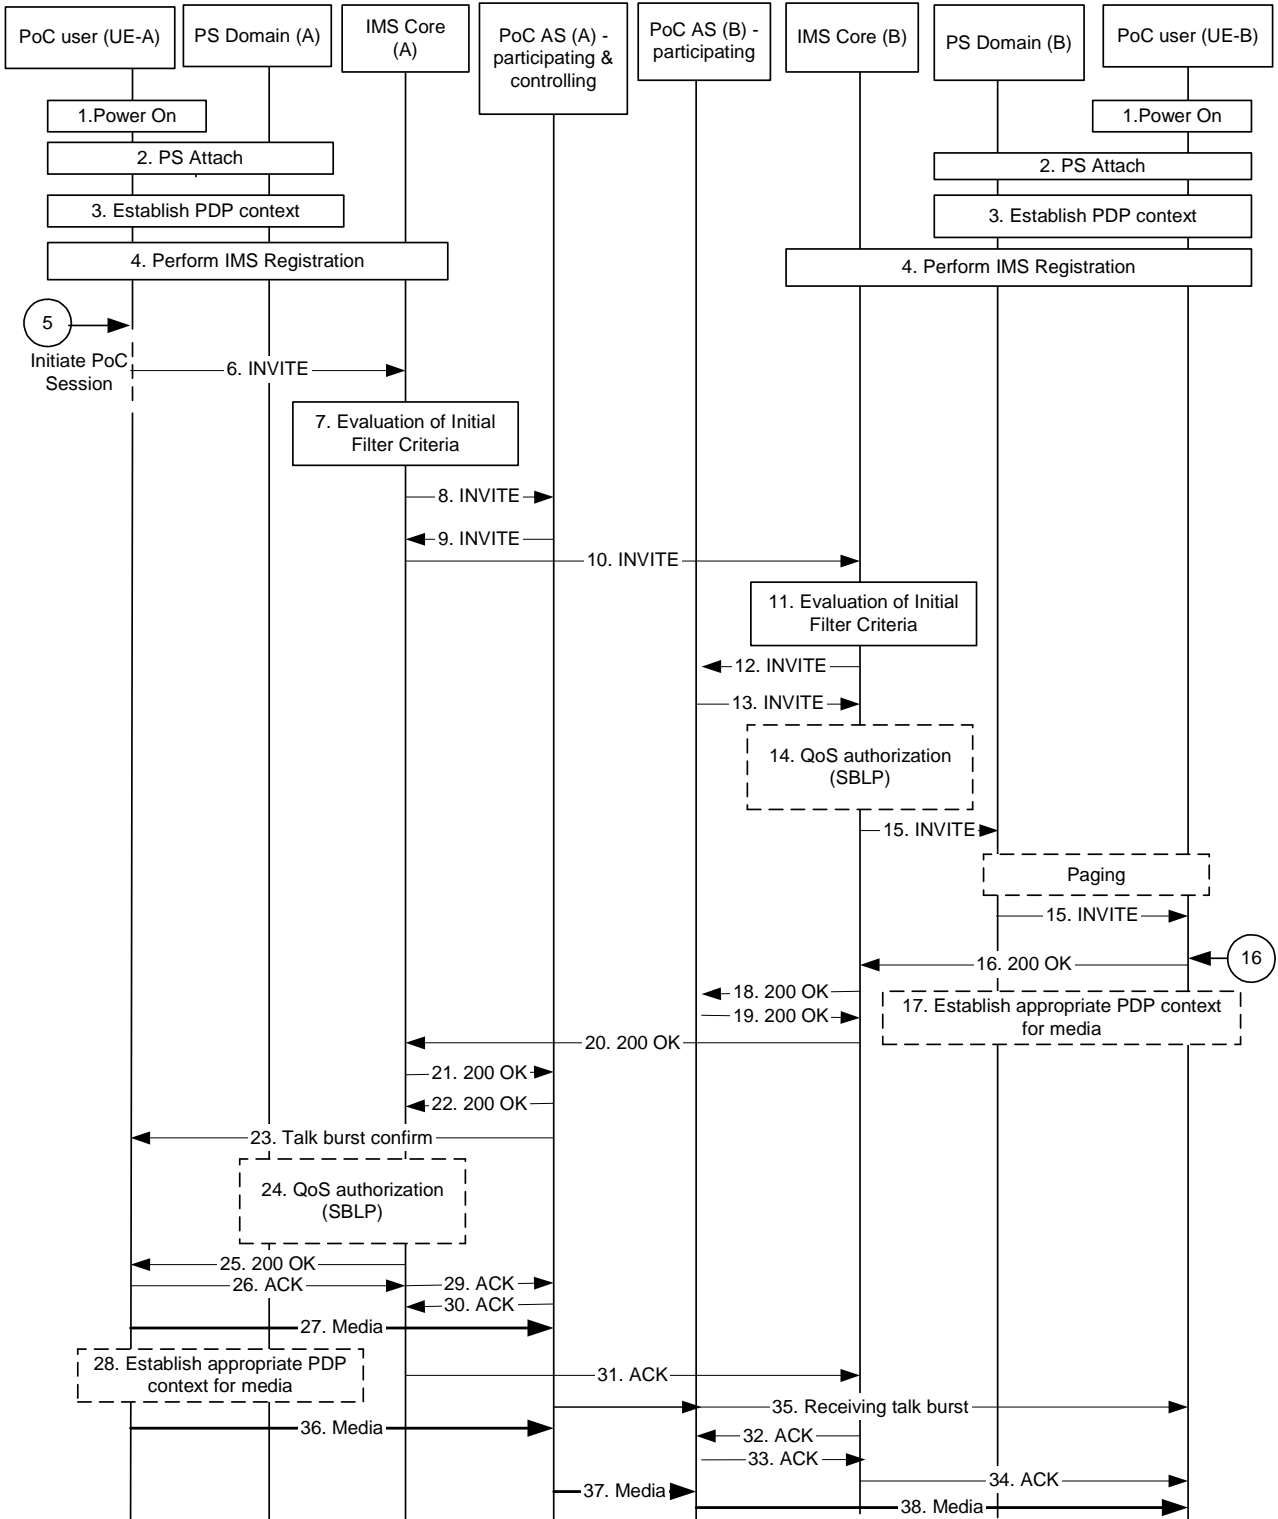 PoC user (UE-A)
PS Domain (A)
IMS Core
(A)
PoC AS (A) -
participating &
controlling
PoC AS (B) -
participating
IMS Core (B)
PS Domain (B)
PoC user (UE-B)
1.Power On
1.Power On
2. PS Attach
2. PS Attach
3. Establish PDP context
3. Establish PDP context
4. Perform IMS Registration
4. Perform IMS Registration
5
Initiate PoC
Session
6. INVITE
7. Evaluation of Initial
Filter Criteria
8. INVITE
9. INVITE
10. INVITE
11. Evaluation of Initial
Filter Criteria
12. INVITE
13. INVITE
14. QoS authorization
(SBLP)
15. INVITE
Paging
15. INVITE
16
16. 200 OK
18. 200 OK
17. Establish appropriate PDP context
for media
19. 200 OK
20. 200 OK
21. 200 OK
22. 200 OK
23. Talk burst confirm
24. QoS authorization
(SBLP)
25. 200 OK
26. ACK
29. ACK
30. ACK
27. Media
28. Establish appropriate PDP
context for media
31. ACK
35. Receiving talk burst
36. Media
32. ACK
33. ACK
34. ACK
37. Media
38. Media